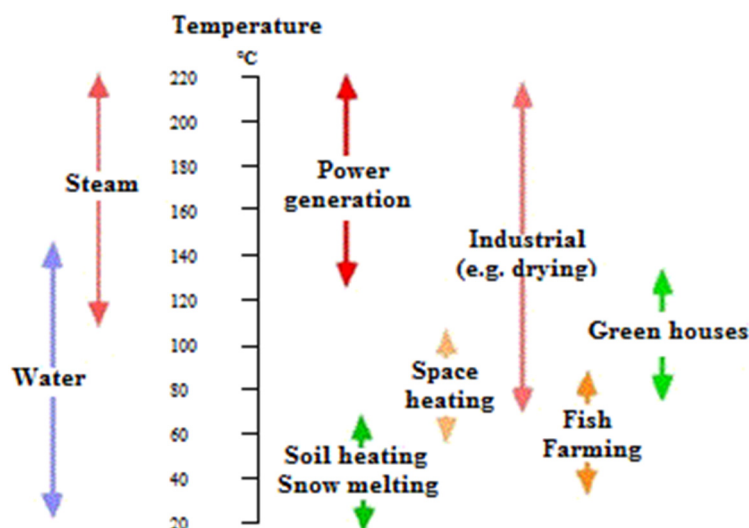 Temperature
°C
220
200
180
160
140
120
100
80
60
40
20
Steam
Water
Power
generation
Industrial
(e.g. drying)
Green houses
Space
heating
Fish
Farming
Soil heating
Snow melting